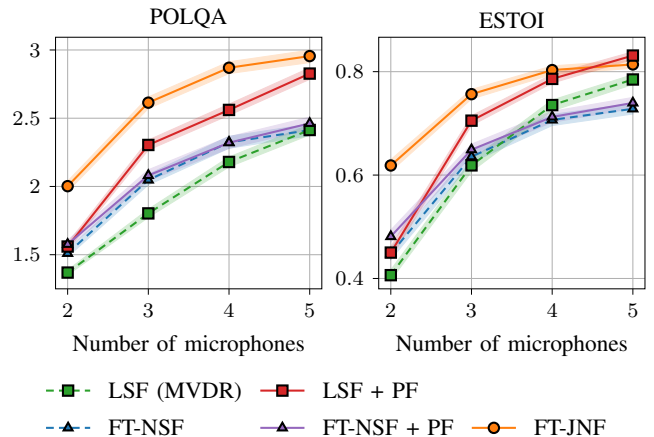 POLQA
ESTOI
3
2.5
2
1.5
0.8
0.6
0.4
2 3 4 5
2 3 4 5
Number of microphones
Number of microphones
LSF (MVDR)
LSF + PF
FT-NSF
FT-NSF + PF
FT-JNF